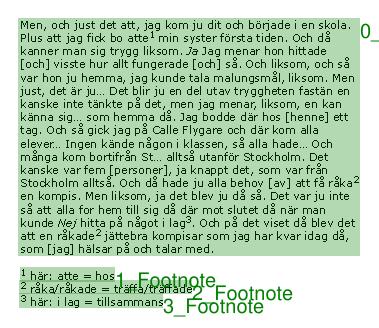 Men, och just det att, jag kom ju dit och började i en skola.
Plus att jag fick bo atte¹ min syster första tiden. Och då
kanner man sig trygg liksom. Ja Jag menar hon hittade
[och] visste hur allt fungerade [och] så. Och liksom, och så
var hon ju hemma, jag kunde tala malungsmål, liksom. Men
just, det är ju... Det blir ju en del utav tryggheten fastän en
kanske inte tänkte på det, men jag menar, liksom, en kan
känna sig... som hemma då. Jag bodde där hos [henne] ett
tag. Och så gick jag på Calle Flygare och där kom alla
elever... Ingen kände någon i klassen, så alla hade... Och
många kom bortifrån St... alltså utanför Stockholm. Det
kanske var fem [personer], ja knappt det, som var från
Stockholm alltså. Och då hade ju alla behov [av] att få råka²
en kompis. Men liksom, ja det blev ju då så. Det var ju inte
så att alla for hem till sig då där mot slutet då när man
kunde Nej hitta på något i lag³. Och på det viset då blev det
att en råkade² jättebra kompisar som jag har kvar idag då,
som [jag] hälsar på och talar med.
0_
¹ här: atte = hos
1_Footnote
² råka/råkade = träffa/träffade
2_Footnote
³ här: i lag = tillsammans
3_Footnote